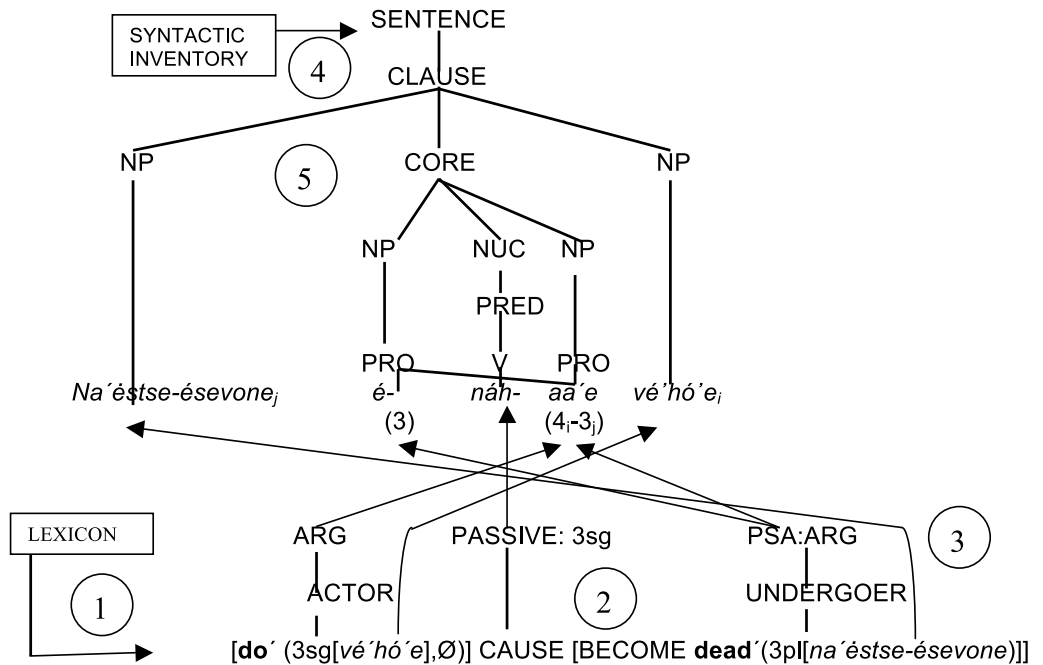 SYNTACTIC
INVENTORY
SENTENCE
4
CLAUSE
NP
5
CORE
NP
NP
NUC
NP
PRED
PRO
V
PRO
Na´ėstse-ésevonej é- náh- aa´e vé’hó’ei
(3) (4i-3j)
LEXICON
ARG PASSIVE: 3sg PSA:ARG
3
1
ACTOR
2
UNDERGOER
[do´ (3sg[vé´hó´e],Ø)] CAUSE [BECOME dead´(3pl[na´éstse-ésevone)]]